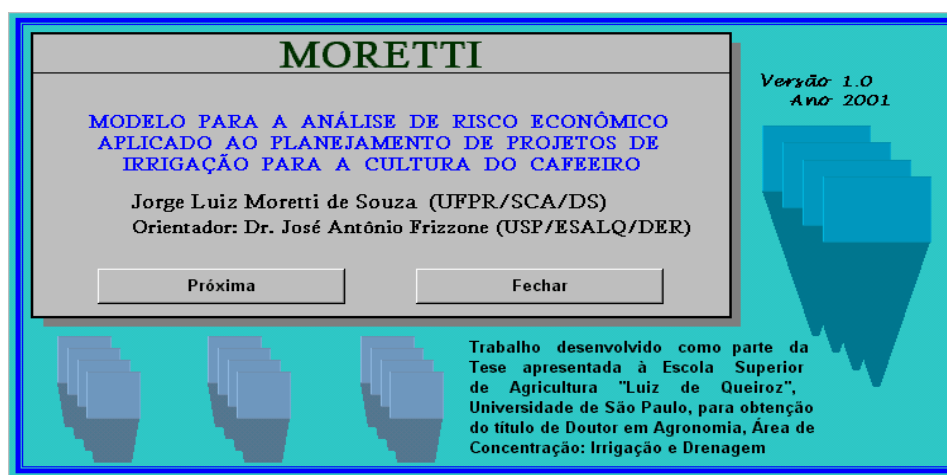 MORETTI
Versão 1.0
Ano 2001
MODELO PARA A ANÁLISE DE RISCO ECONÔMICO
APLICADO AO PLANEJAMENTO DE PROJETOS DE
IRRIGAÇÃO PARA A CULTURA DO CAFEEIRO
Jorge Luiz Moretti de Souza (UFPR/SCA/DS)
Orientador: Dr. José Antônio Frizzone (USP/ESALQ/DER)
Próxima
Fechar
Trabalho desenvolvido como parte da
Tese apresentada à Escola Superior
de Agricultura "Luiz de Queiroz",
Universidade de São Paulo, para obtenção
do título de Doutor em Agronomia, Área de
Concentração: Irrigação e Drenagem